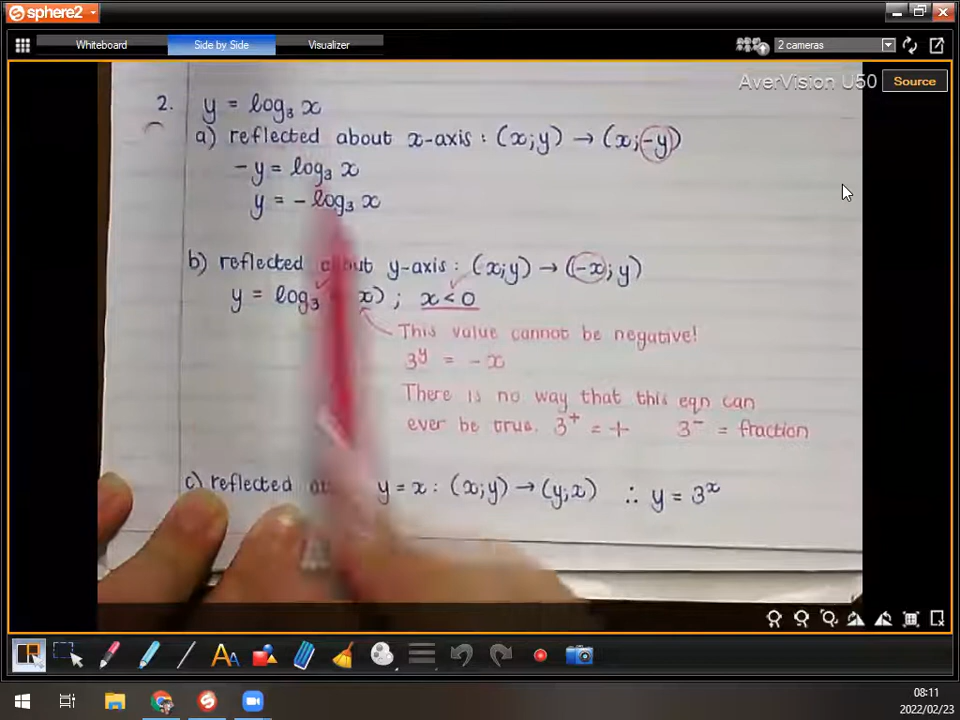 sphere2
Whiteboard
Side by Side
Visualizer
2 cameras
AverVision U50
Source
2. y = log₃ x
a) reflected about x-axis : (x;y) → (x;-y)
-y = log₃ x
y = - log₃ x
b) reflected about y-axis : (x;y) → (-x;y)
y = log₃ x) ; x < 0
This value cannot be negative!
3^y = - x
There is no way that this eqn can
ever be true. 3⁺ = + 3⁻ = fraction
c) reflected y = x : (x;y) → (y;x) ∴ y = 3^x
08:11
2022/02/23